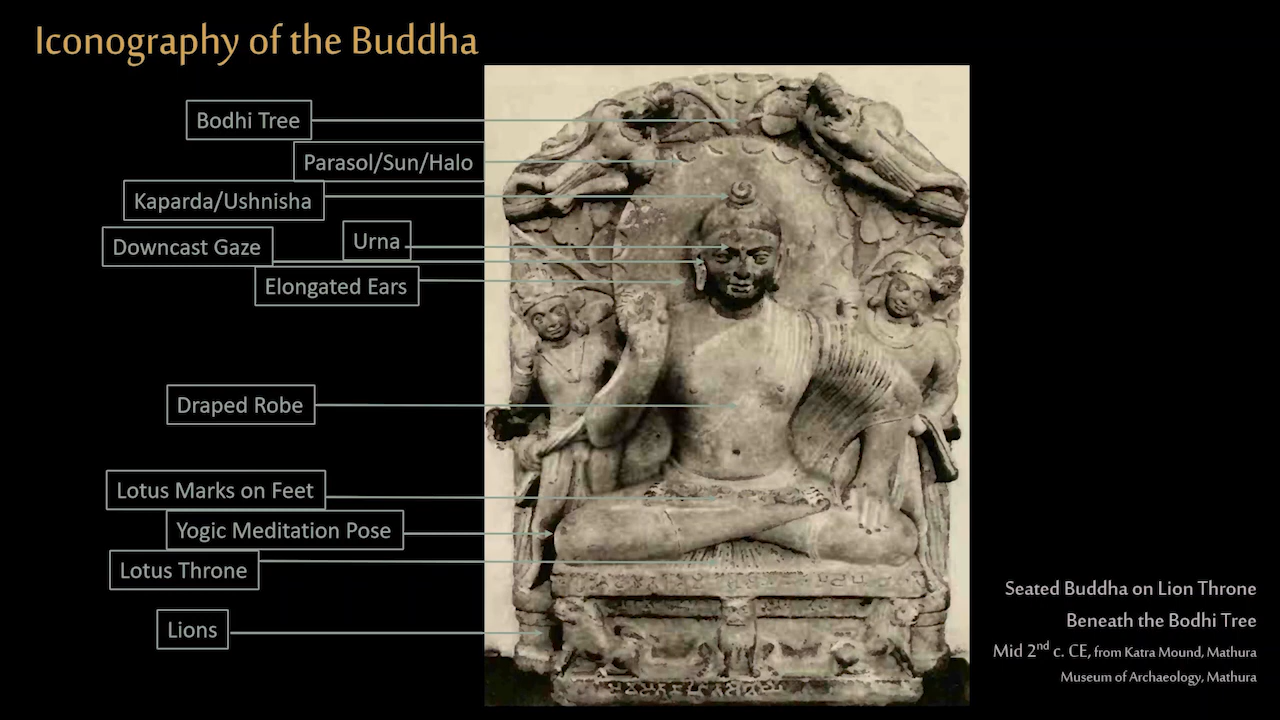 Iconography of the Buddha
Bodhi Tree
Parasol/Sun/Halo
Kaparda/Ushnisha
Urna
Downcast Gaze
Elongated Ears
Draped Robe
Lotus Marks on Feet
Yogic Meditation Pose
Lotus Throne
Lions
Seated Buddha on Lion Throne
Beneath the Bodhi Tree
Mid 2nd c. CE, from Katra Mound, Mathura
Museum of Archaeology, Mathura